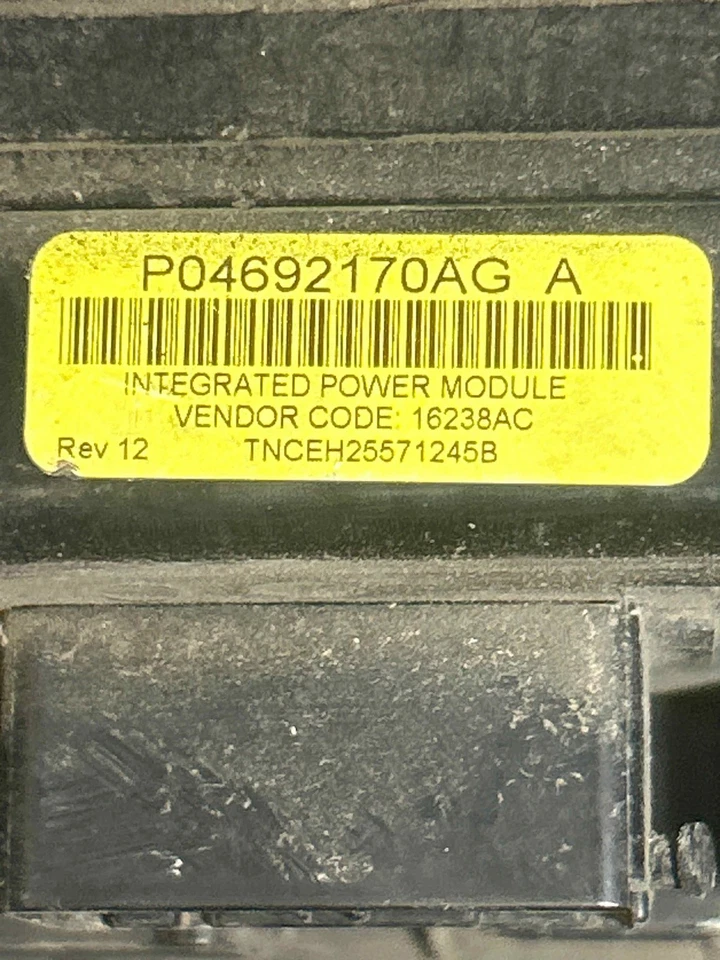 P04692170AG A
INTEGRATED POWER MODULE
VENDOR CODE: 16238AC
Rev 12 TNCEH25571245B